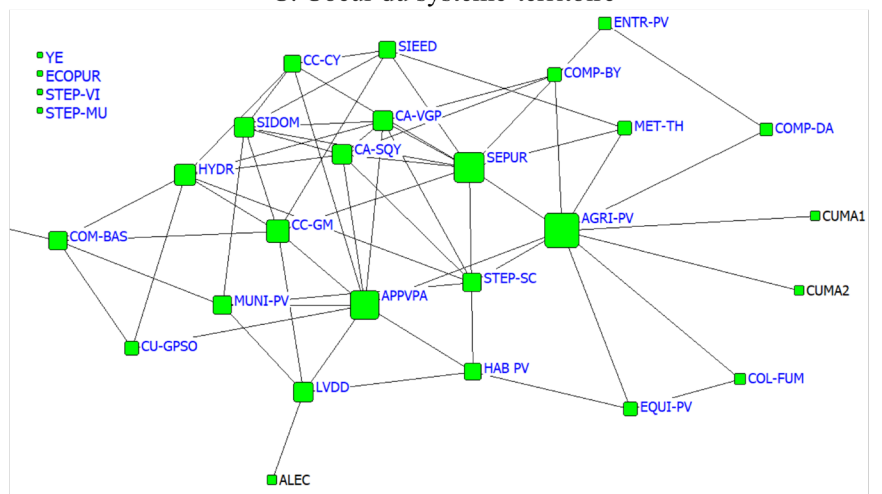 ENTR-PV
SIEED
YE
CC-CY
COMP-BY
ECOPUR
STEP-VI
STEP-MU
CA-VGP
SIDOM
MET-TH
COMP-DA
CA-SQY
SEPUR
HYDR
AGRI-PV
CUMA1
CC-GM
COM-BAS
STEP-SC
CUMA2
MUNI-PV
APPVPA
CU-GPSO
HAB PV
COL-FUM
LVDD
EQUI-PV
ALEC